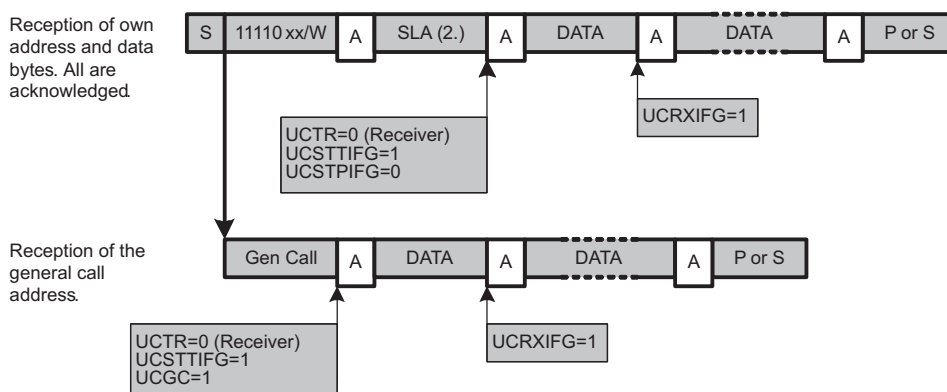 Reception of own
address and data
bytes. All are
acknowledged.
S 11110 xx/W A SLA (2.) A DATA A DATA A P or S
UCTR=0 (Receiver)
UCSTTIFG=1
UCSTPIFG=0
UCRXIFG=1
Reception of the
general call
address.
Gen Call A DATA A DATA A P or S
UCTR=0 (Receiver)
UCSTTIFG=1
UCGC=1
UCRXIFG=1